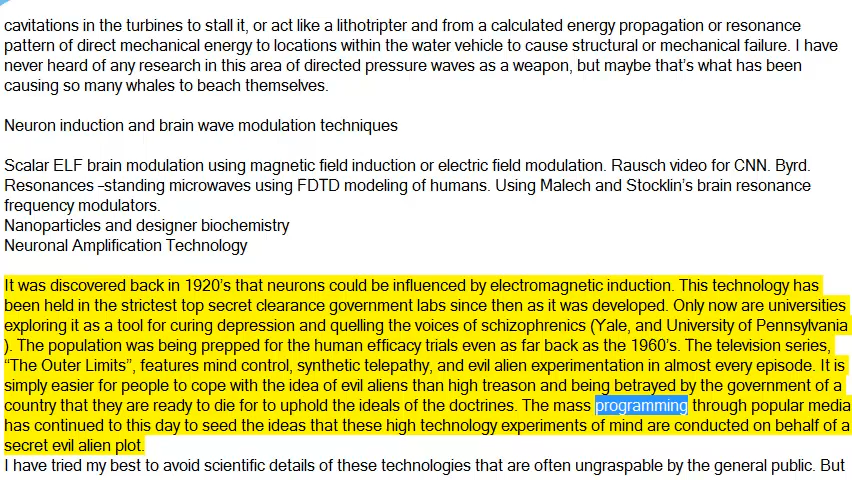 cavitations in the turbines to stall it, or act like a lithotripter and from a calculated energy propagation or resonance
pattern of direct mechanical energy to locations within the water vehicle to cause structural or mechanical failure. I have
never heard of any research in this area of directed pressure waves as a weapon, but maybe that’s what has been
causing so many whales to beach themselves.
Neuron induction and brain wave modulation techniques
Scalar ELF brain modulation using magnetic field induction or electric field modulation. Rausch video for CNN. Byrd.
Resonances –standing microwaves using FDTD modeling of humans. Using Malech and Stocklin’s brain resonance
frequency modulators.
Nanoparticles and designer biochemistry
Neuronal Amplification Technology
It was discovered back in 1920’s that neurons could be influenced by electromagnetic induction. This technology has
been held in the strictest top secret clearance government labs since then as it was developed. Only now are universities
exploring it as a tool for curing depression and quelling the voices of schizophrenics (Yale, and University of Pennsylvania
). The population was being prepped for the human efficacy trials even as far back as the 1960’s. The television series,
“The Outer Limits”, features mind control, synthetic telepathy, and evil alien experimentation in almost every episode. It is
simply easier for people to cope with the idea of evil aliens than high treason and being betrayed by the government of a
country that they are ready to die for to uphold the ideals of the doctrines. The mass programming through popular media
has continued to this day to seed the ideas that these high technology experiments of mind are conducted on behalf of a
secret evil alien plot.
I have tried my best to avoid scientific details of these technologies that are often ungraspable by the general public. But